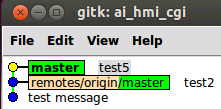 gitk: ai_hmi_cgi
File Edit View Help
master test5
remotes/origin/master test2
test message